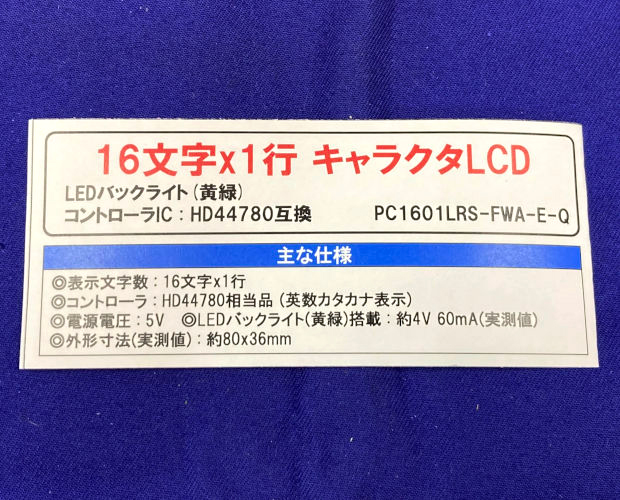 16文字x1行 キャラクタLCD
LEDバックライト(黄緑)
コントローラIC：HD44780互換 PC1601LRS-FWA-E-Q
主な仕様
◎表示文字数：16文字x1行
◎コントローラ：HD44780相当品 (英数カタカナ表示)
◎電源電圧：5V ◎LEDバックライト(黄緑)搭載：約4V 60mA(実測値)
◎外形寸法(実測値)：約80x36mm